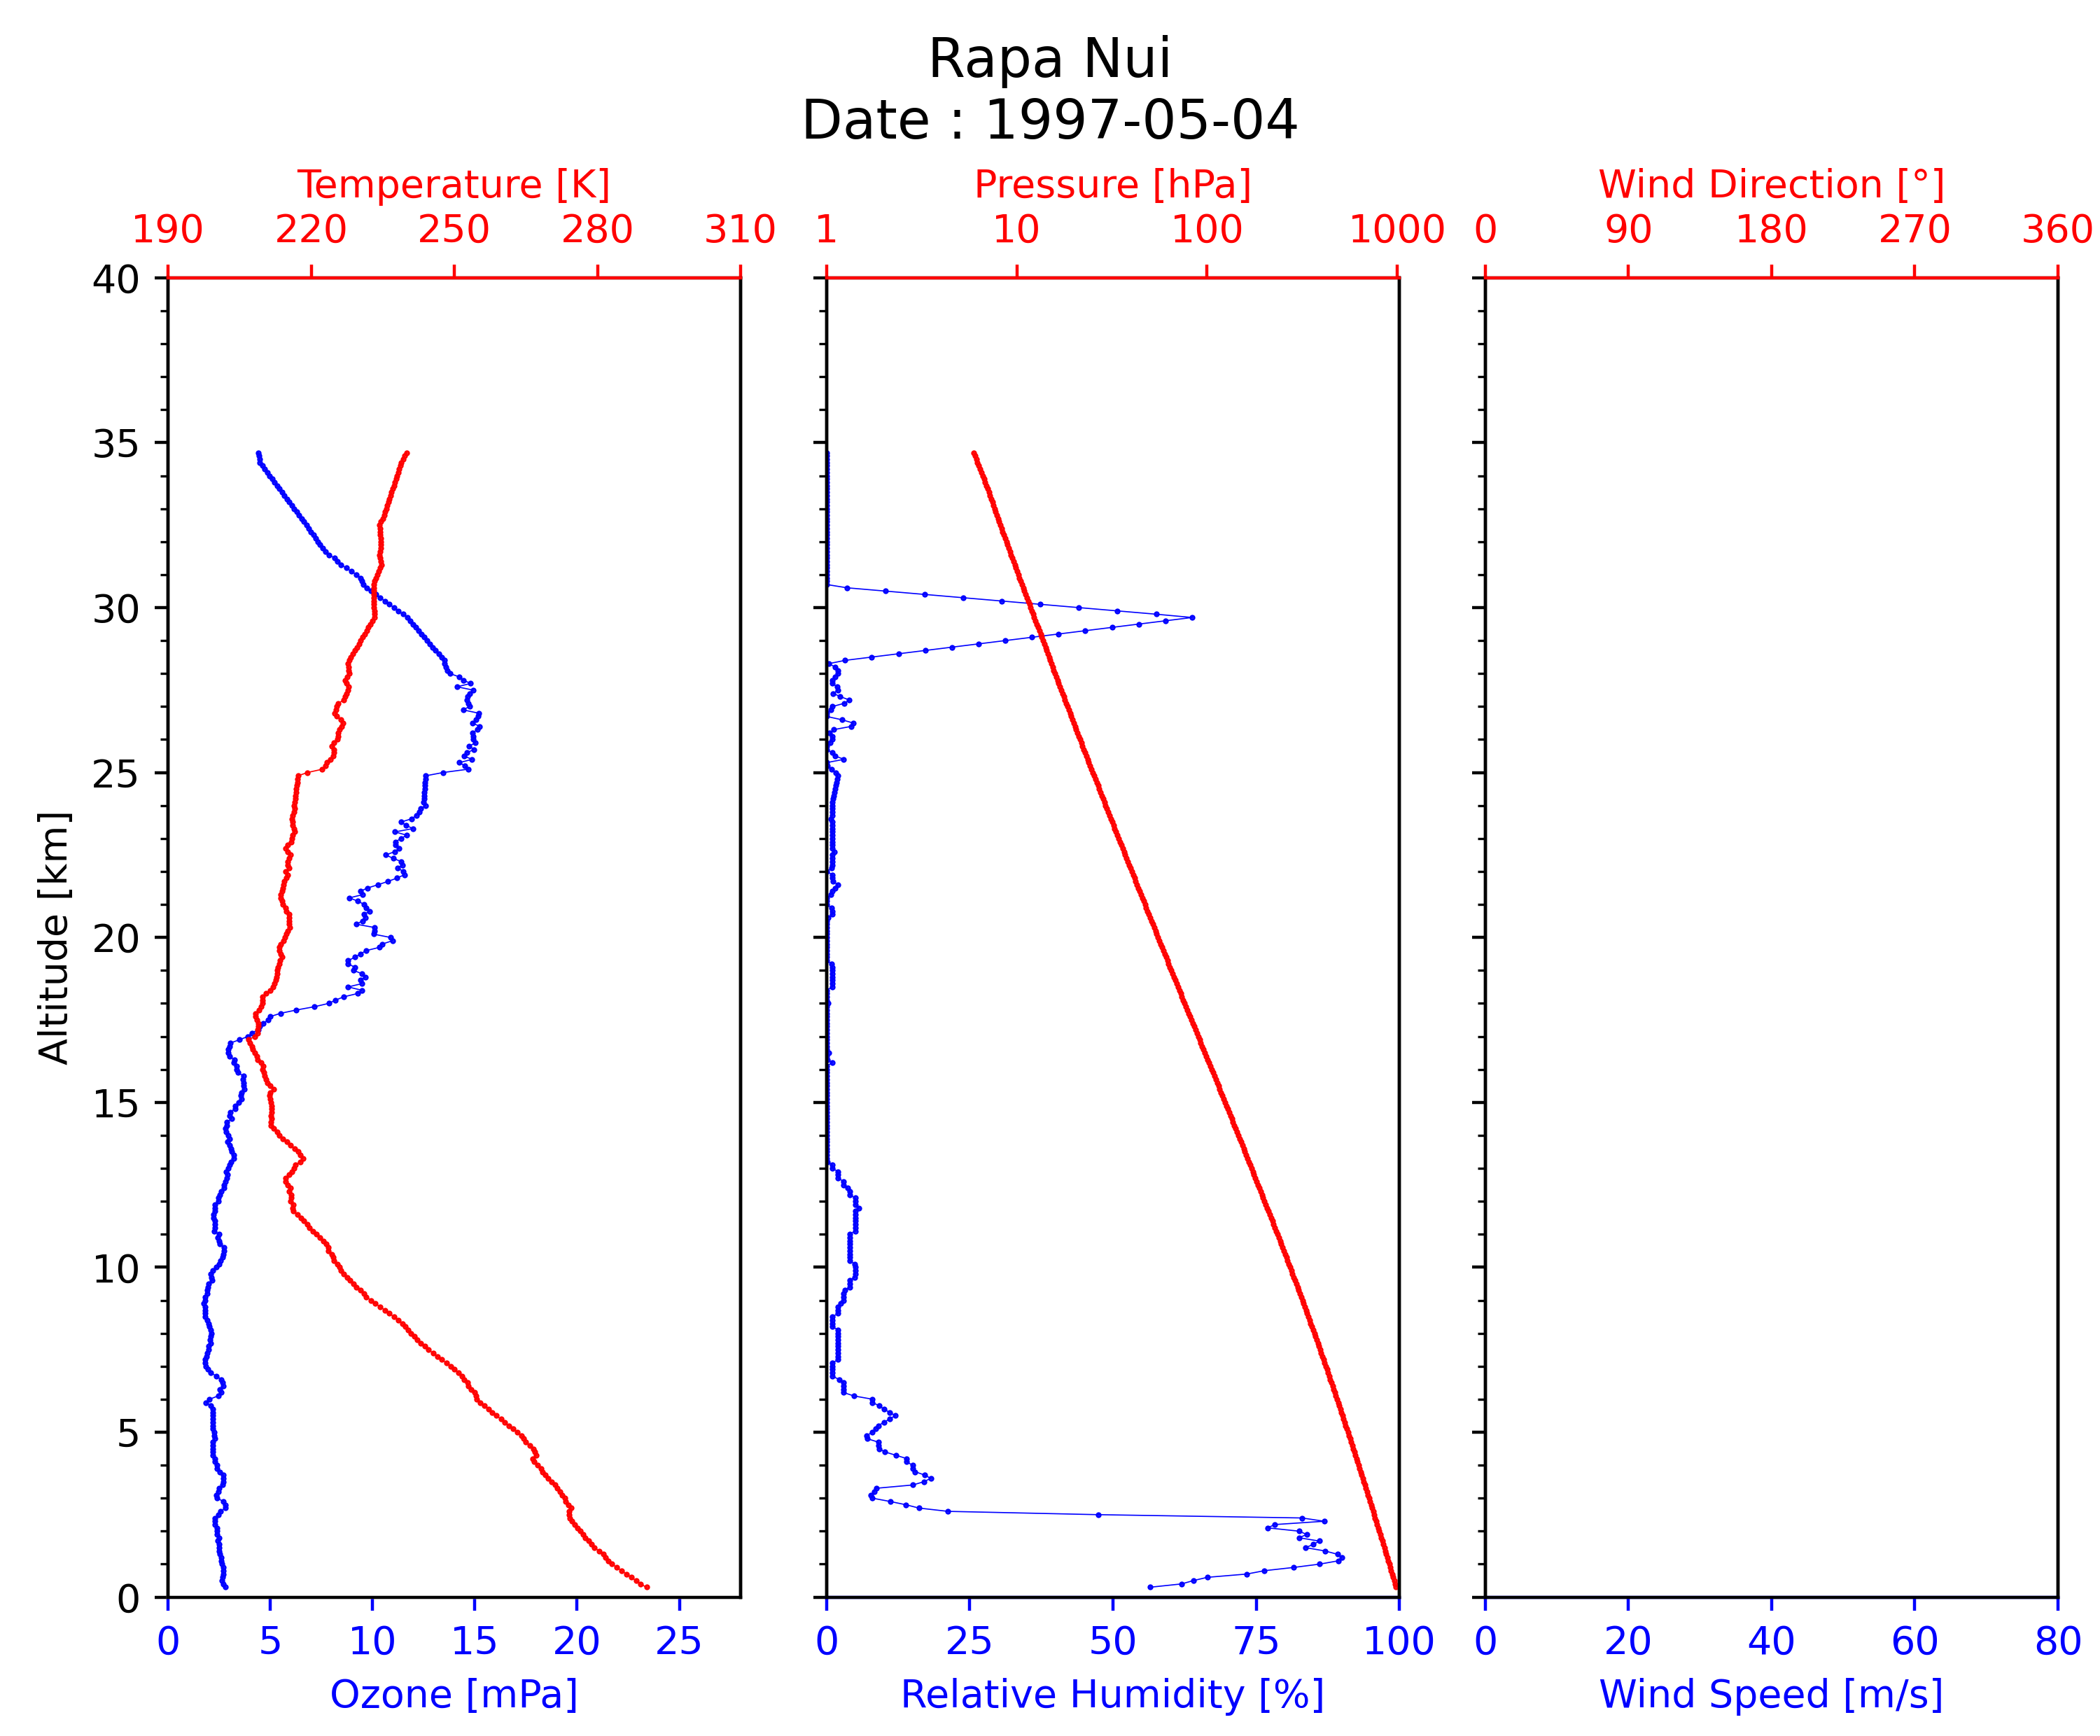 Rapa Nui
Date : 1997-05-04
Temperature [K]
190 220 250 280 310
Pressure [hPa]
1 10 100 1000
Wind Direction [°]
0 90 180 270 360
Altitude [km]
40
35
30
25
20
15
10
5
0
0 5 10 15 20 25
Ozone [mPa]
0 25 50 75 100
Relative Humidity [%]
0 20 40 60 80
Wind Speed [m/s]